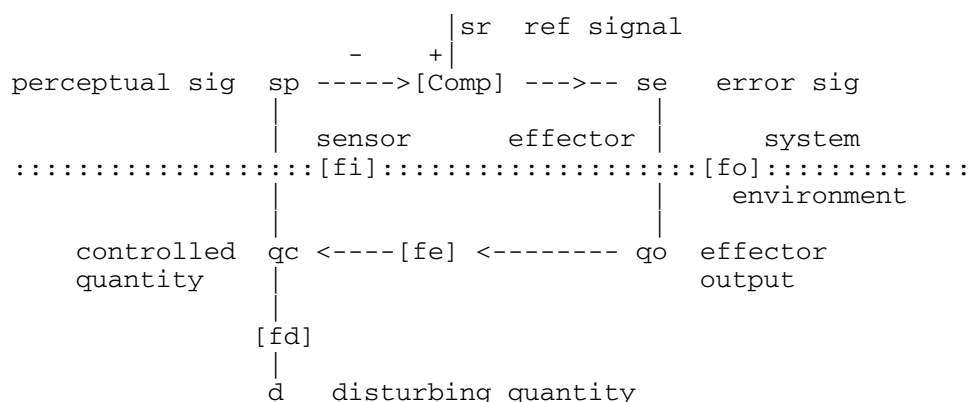 |sr ref signal
- +|
perceptual sig sp ----->[Comp] --->-- se error sig
| |
| sensor effector | system
:::::::::::::::::::[fi]::::::::::::::::::::[fo]:::::::::::::
| | environment
| |
controlled qc <----[fe] <-------- qo effector
quantity | output
|
[fd]
|
d disturbing quantity